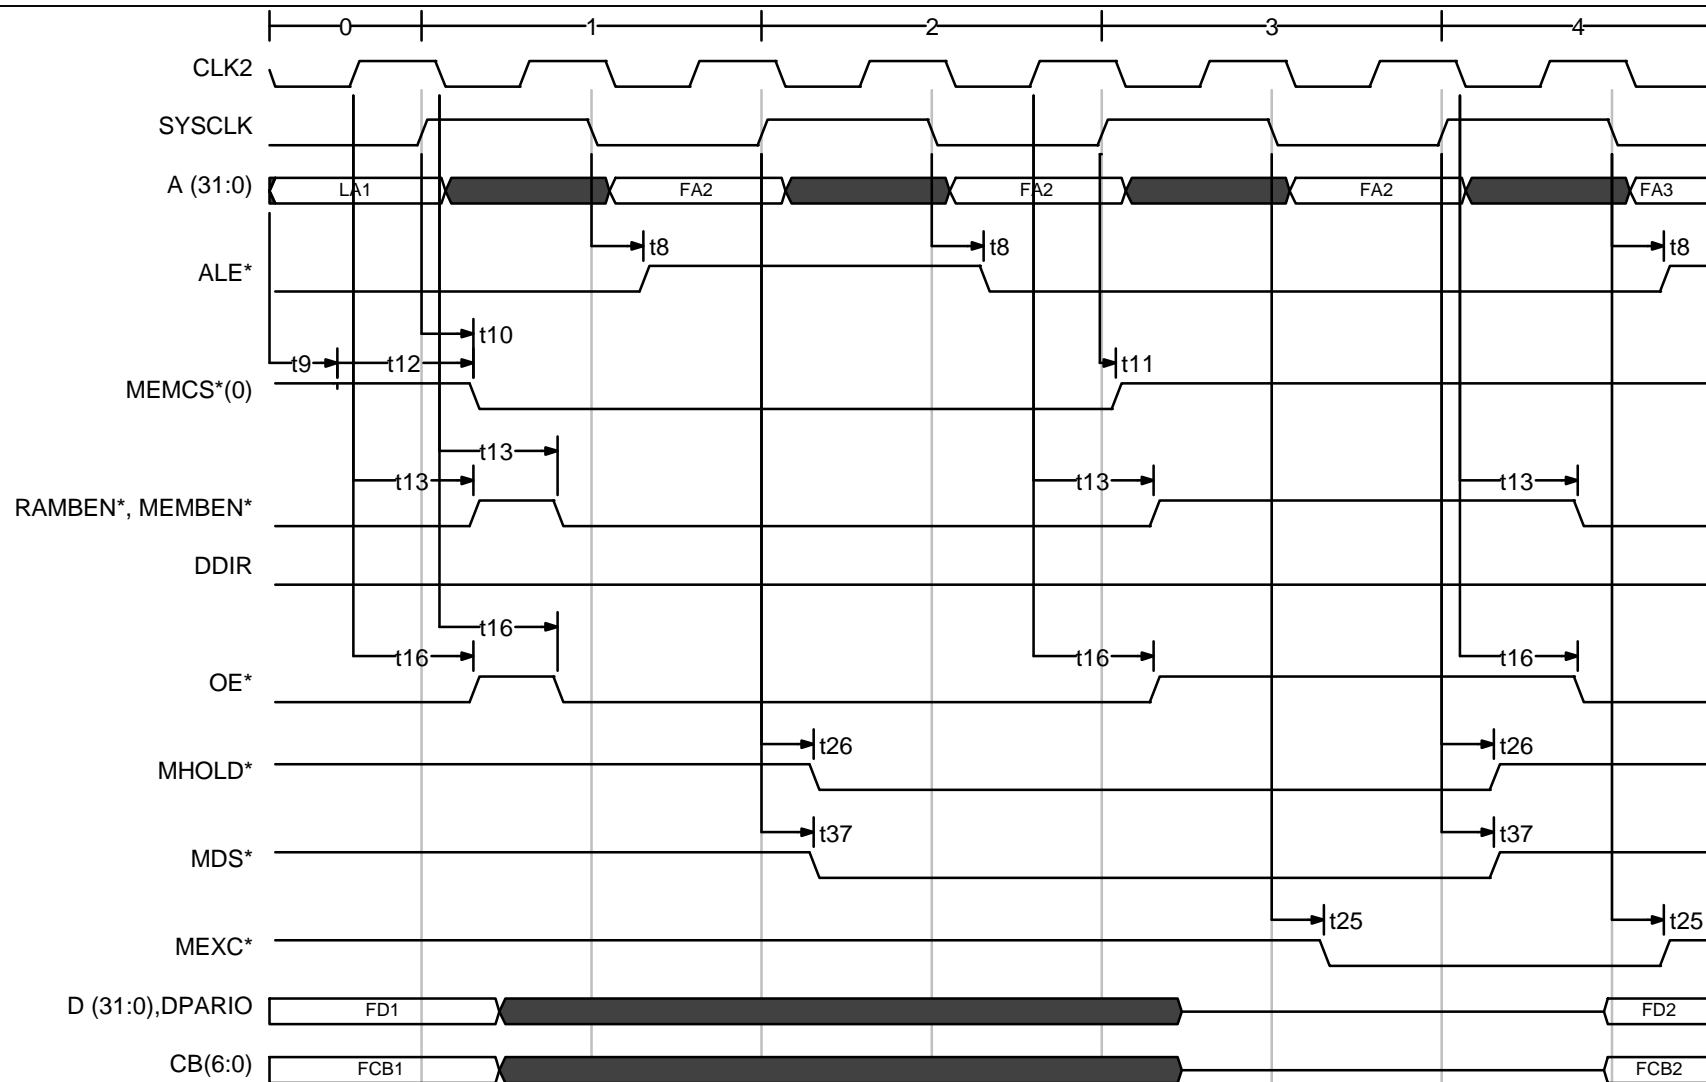 0 1 2 3 4
CLK2
SYSCLK
A (31:0) LA1 FA2 FA2 FA2 FA3
t8 t8 t8
ALE*
t10
t9 t12 t11
MEMCS*(0)
t13
t13 t13 t13
RAMBEN*, MEMBEN*
DDIR
t16
t16 t16 t16
OE*
t26 t26
MHOLD*
t37 t37
MDS*
t25 t25
MEXC*
D (31:0),DPARIO FD1 FD2
CB(6:0) FCB1 FCB2